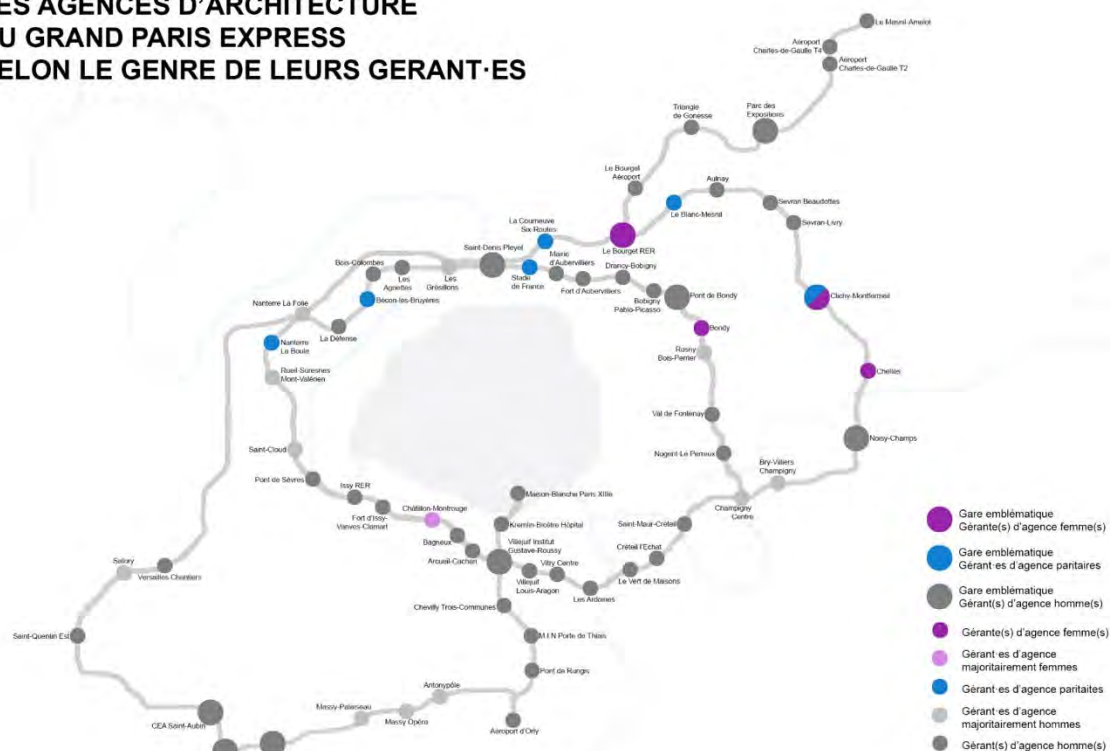 ES AGENCES D'ARCHITECTURE
U GRAND PARIS EXPRESS
ELON LE GENRE DE LEURS GERANT·ES
Le Mesnil-Amelot
Aéroport
Charles-de-Gaulle T4
Aéroport
Charles-de-Gaulle T2
Triangle
de Gonesse
Parc des
Expositions
Le Bourget
Aéroport
Aulnay
Le Blanc-Mesnil
Sevran Beaudottes
Sevran-Livry
La Courneuve
Six-Routes
Le Bourget RER
Saint-Denis Pleyel
Mairie
d'Aubervilliers
Stade
de France
Fort d'Aubervilliers
Drancy-Bobigny
Bobigny
Pablo-Picasso
Pont de Bondy
Clichy-Montfermeil
Bois-Colombes
Les
Agnettes
Les
Grésillons
Bécon-les-Bruyères
Nanterre La Folie
La Défense
Nanterre
La Boule
Rueil-Suresnes
Mont-Valérien
Bondy
Rosny
Bois-Perrier
Chelles
Val de Fontenay
Noisy-Champs
Nogent-Le Perreux
Bry-Villiers
Champigny
Champigny
Centre
Saint-Cloud
Pont de Sèvres
Issy RER
Fort d'Issy-
Vanves-Clamart
Châtillon-Montrouge
Bagneux
Arcueil-Cachan
Maison-Blanche Paris XIIIe
Kremlin-Bicêtre Hôpital
Villejuif Institut
Gustave-Roussy
Villejuif
Louis-Aragon
Vitry Centre
Les Ardoines
Le Vert de Maisons
Créteil l'Echat
Saint-Maur-Créteil
Chevilly Trois-Communes
M.I.N Porte de Thiais
Pont de Rungis
Aéroport d'Orly
Antonypôle
Massy Opéra
Massy-Palaiseau
CEA Saint-Aubin
Saint-Quentin Est
Satory
Versailles Chantiers
Gare emblématique
Gérante(s) d'agence femme(s)
Gare emblématique
Gérant·es d'agence paritaires
Gare emblématique
Gérant(s) d'agence homme(s)
Gérante(s) d'agence femme(s)
Gérant·es d'agence
majoritairement femmes
Gérant·es d'agence paritaites
Gérant·es d'agence
majoritairement hommes
Gérant(s) d'agence homme(s)